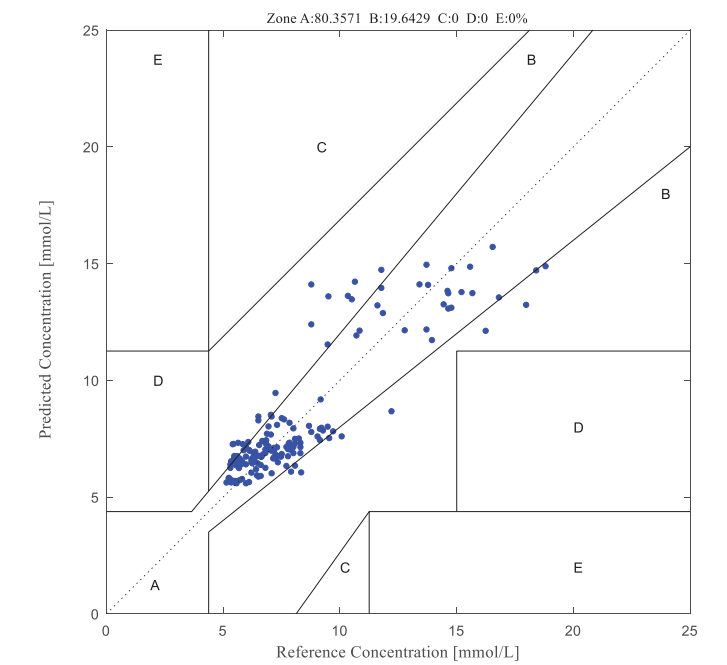 Zone A:80.3571 B:19.6429 C:0 D:0 E:0%
25
E
B
20
C
B
15
D
10
D
5
C
E
A
0
0
5
10
15
20
25
Predicted Concentration [mmol/L]
Reference Concentration [mmol/L]